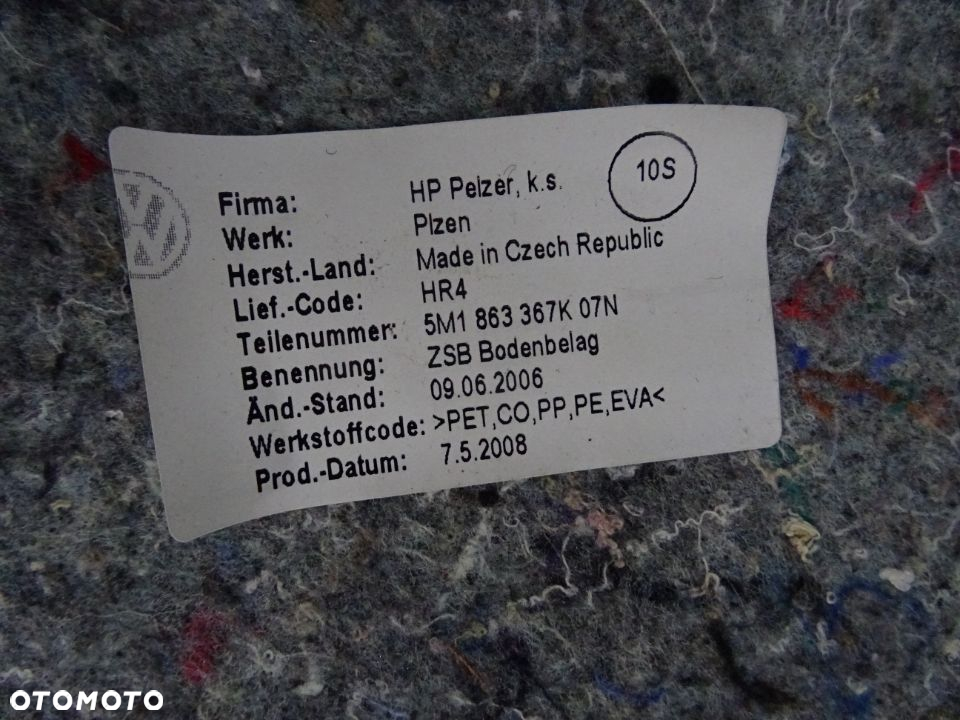 10S
Firma: HP Pelzer, k.s.
Werk: Plzen
Herst.-Land: Made in Czech Republic
Lief.-Code: HR4
Teilenummer: 5M1 863 367K 07N
Benennung: ZSB Bodenbelag
Änd.-Stand: 09.06.2006
Werkstoffcode: >PET,CO,PP,PE,EVA<
Prod.-Datum: 7.5.2008
OTOMOTO